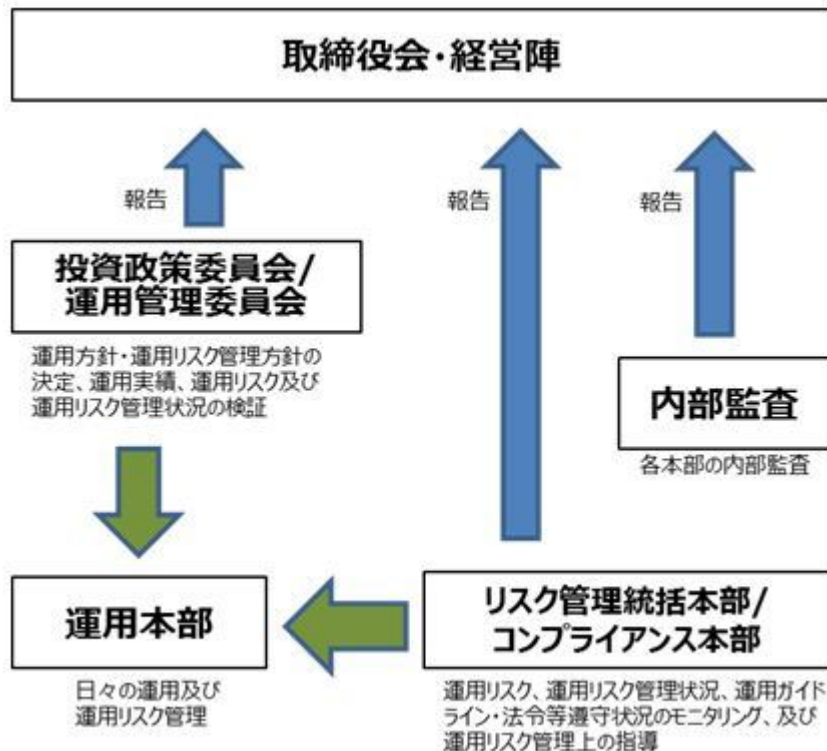 取締役会・経営陣
報告
報告
報告
投資政策委員会/
運用管理委員会
運用方針・運用リスク管理方針の
決定、運用実績、運用リスク及び
運用リスク管理状況の検証
内部監査
各本部の内部監査
運用本部
日々の運用及び
運用リスク管理
リスク管理統括本部/
コンプライアンス本部
運用リスク、運用リスク管理状況、運用ガイド
ライン・法令等遵守状況のモニタリング、及び
運用リスク管理上の指導